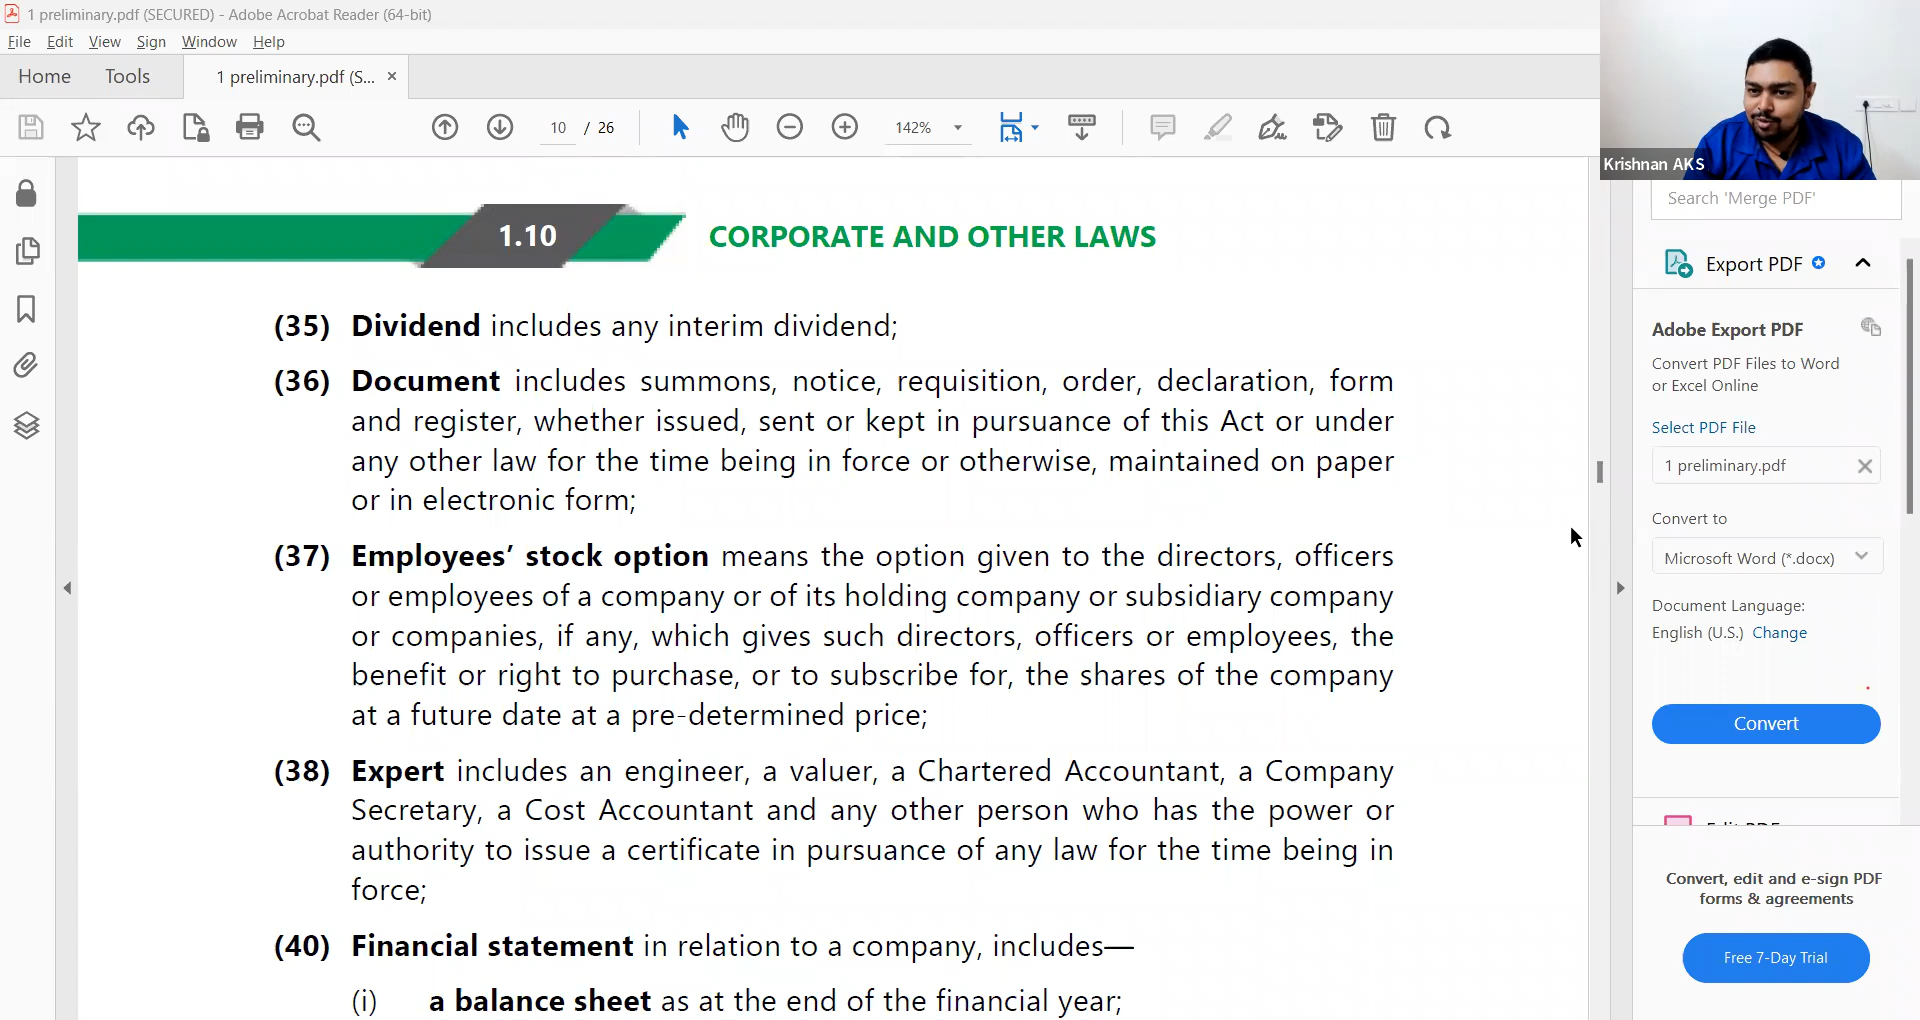 1 preliminary.pdf (SECURED) - Adobe Acrobat Reader (64-bit)
File Edit View Sign Window Help
Home Tools 1 preliminary.pdf (S... ×
10 / 26 142%
Krishnan AKS
1.10 CORPORATE AND OTHER LAWS
(35) Dividend includes any interim dividend;
(36) Document includes summons, notice, requisition, order, declaration, form
and register, whether issued, sent or kept in pursuance of this Act or under
any other law for the time being in force or otherwise, maintained on paper
or in electronic form;
(37) Employees’ stock option means the option given to the directors, officers
or employees of a company or of its holding company or subsidiary company
or companies, if any, which gives such directors, officers or employees, the
benefit or right to purchase, or to subscribe for, the shares of the company
at a future date at a pre-determined price;
(38) Expert includes an engineer, a valuer, a Chartered Accountant, a Company
Secretary, a Cost Accountant and any other person who has the power or
authority to issue a certificate in pursuance of any law for the time being in
force;
(40) Financial statement in relation to a company, includes—
(i) a balance sheet as at the end of the financial year;
Search 'Merge PDF'
Export PDF
Adobe Export PDF
Convert PDF Files to Word
or Excel Online
Select PDF File
1 preliminary.pdf
Convert to
Microsoft Word (*.docx)
Document Language:
English (U.S.) Change
Convert
Convert, edit and e-sign PDF
forms & agreements
Free 7-Day Trial